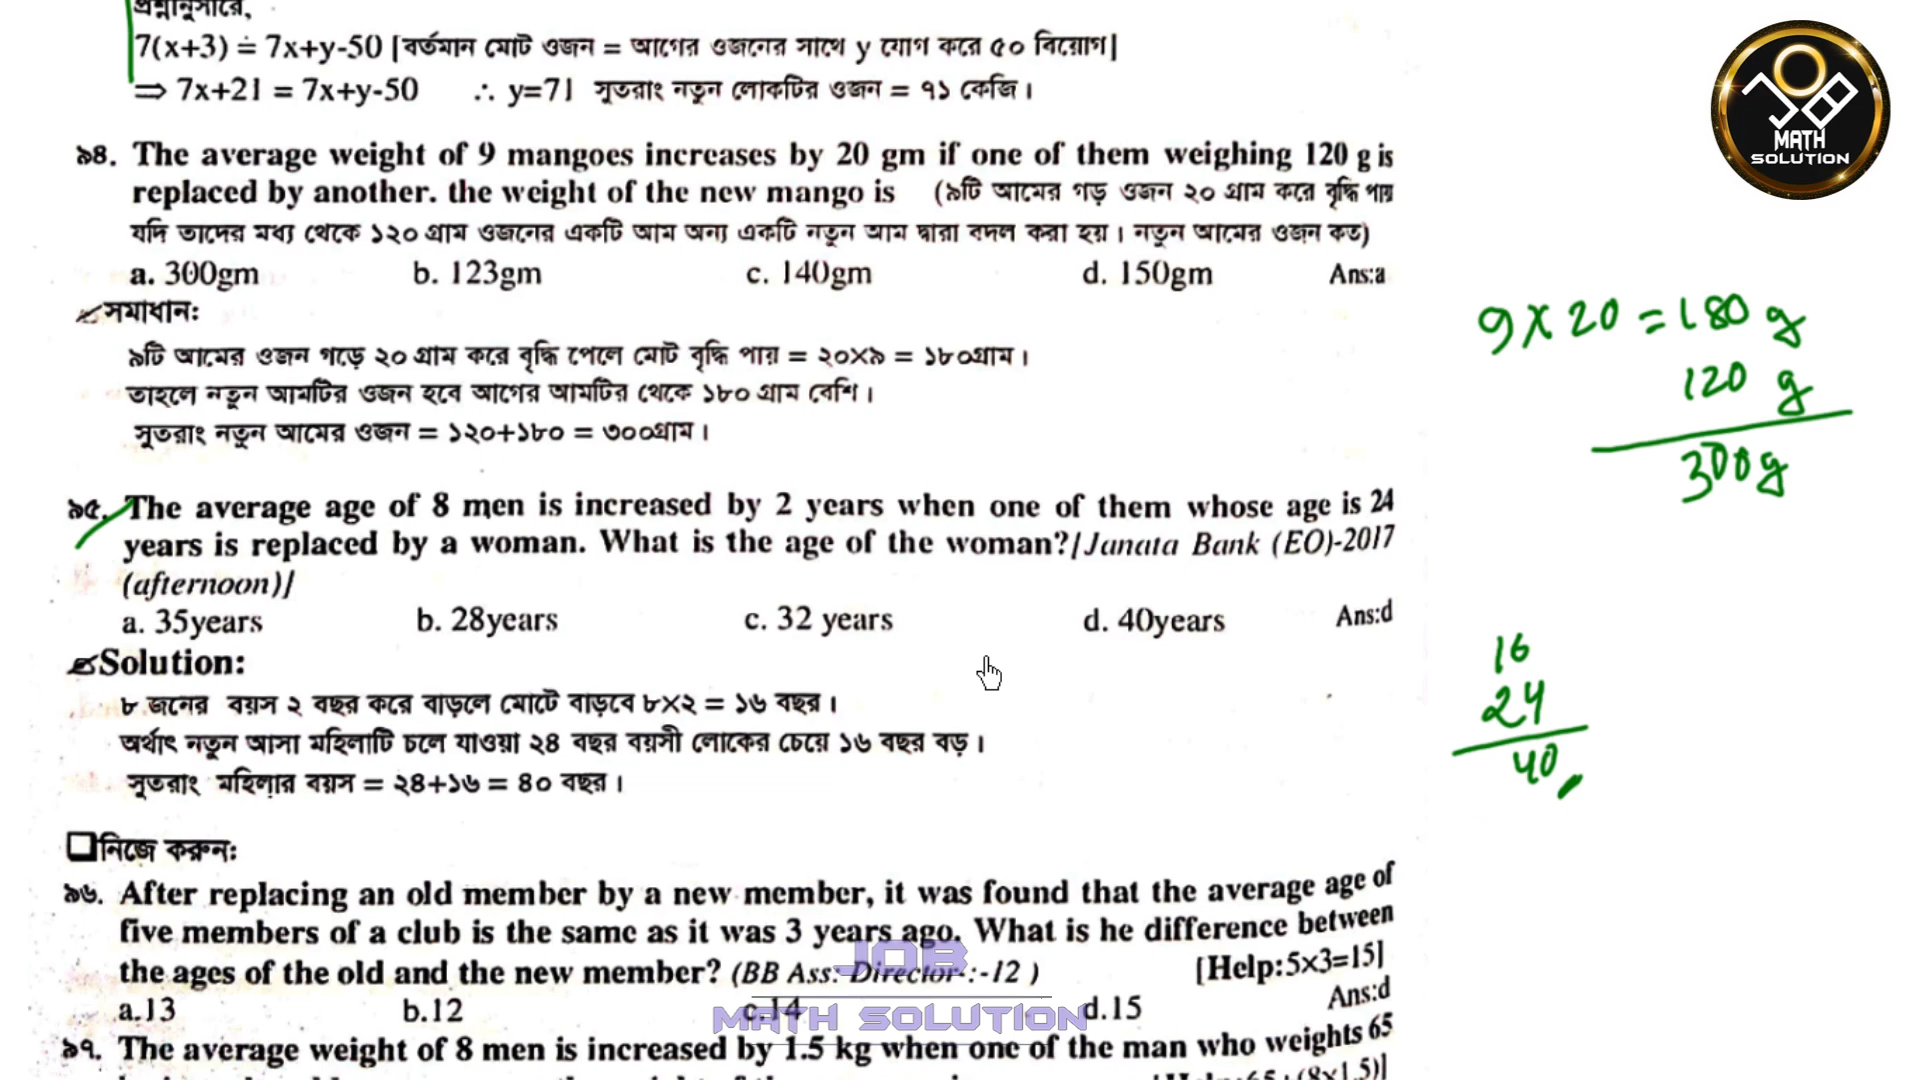 প্রশ্নানুসারে,
7(x+3) = 7x+y-50 [বর্তমান মোট ওজন = আগের ওজনের সাথে y যোগ করে ৫০ বিয়োগ]
⇒ 7x+21 = 7x+y-50 ∴ y=71 সুতরাং নতুন লোকটির ওজন = ৭১ কেজি।
৯৪. The average weight of 9 mangoes increases by 20 gm if one of them weighing 120 g is
replaced by another. the weight of the new mango is (৯টি আমের গড় ওজন ২০ গ্রাম করে বৃদ্ধি পায়
যদি তাদের মধ্য থেকে ১২০ গ্রাম ওজনের একটি আম অন্য একটি নতুন আম দ্বারা বদল করা হয়। নতুন আমের ওজন কত)
a. 300gm b. 123gm c. 140gm d. 150gm Ans:a
সমাধান:
৯টি আমের ওজন গড়ে ২০ গ্রাম করে বৃদ্ধি পেলে মোট বৃদ্ধি পায় = ২০×৯ = ১৮০গ্রাম।
তাহলে নতুন আমটির ওজন হবে আগের আমটির থেকে ১৮০ গ্রাম বেশি।
সুতরাং নতুন আমের ওজন = ১২০+১৮০ = ৩০০গ্রাম।
৯৫. The average age of 8 men is increased by 2 years when one of them whose age is 24
years is replaced by a woman. What is the age of the woman?[Janata Bank (EO)-2017
(afternoon)]
a. 35years b. 28years c. 32 years d. 40years Ans:d
Solution:
৮ জনের বয়স ২ বছর করে বাড়লে মোটে বাড়বে ৮×২ = ১৬ বছর।
অর্থাৎ নতুন আসা মহিলাটি চলে যাওয়া ২৪ বছর বয়সী লোকের চেয়ে ১৬ বছর বড়।
সুতরাং মহিলার বয়স = ২৪+১৬ = ৪০ বছর।
নিজে করুন:
৯৬. After replacing an old member by a new member, it was found that the average age of
five members of a club is the same as it was 3 years ago. What is he difference between
the ages of the old and the new member? (BB Ass: Director-:-12 ) [Help:5×3=15]
a.13 b.12 c.14 d.15 Ans:d
৯৭. The average weight of 8 men is increased by 1.5 kg when one of the man who weights 65
[Help:65+(8×1.5)]
JOB
MATH SOLUTION
9 × 20 = 180 g
120 g
300 g
16
24
40
JOB
MATH
SOLUTION